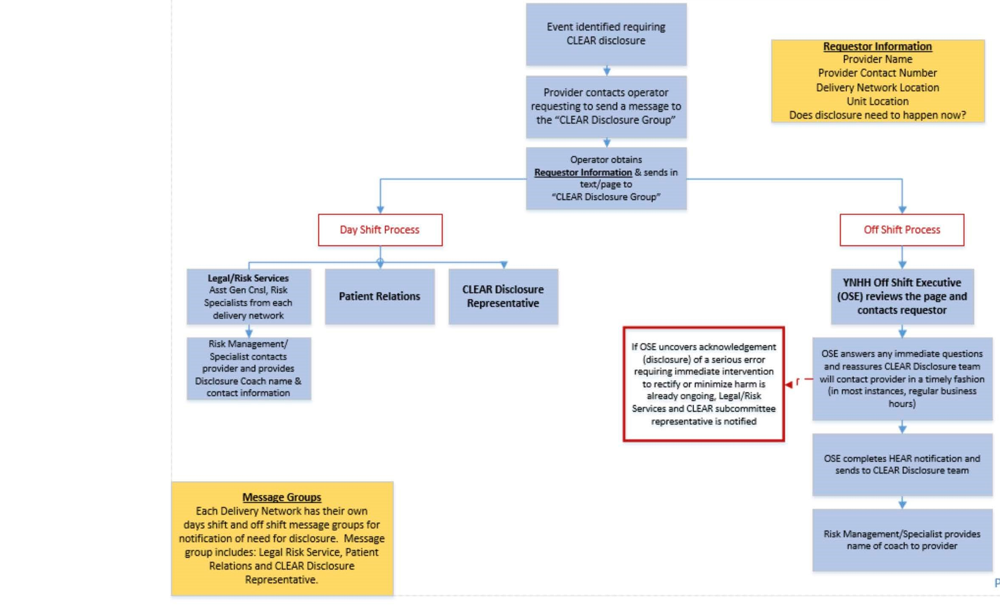 Event identified requiring
CLEAR disclosure
Requestor Information
Provider Name
Provider Contact Number
Delivery Network Location
Unit Location
Does disclosure need to happen now?
Provider contacts operator
requesting to send a message to
the “CLEAR Disclosure Group”
Operator obtains
Requestor Information & sends in
text/page to
“CLEAR Disclosure Group”
Day Shift Process
Off Shift Process
Legal/Risk Services
Asst Gen Cnsl, Risk
Specialists from each
delivery network
Patient Relations
CLEAR Disclosure
Representative
YNHH Off Shift Executive
(OSE) reviews the page and
contacts requestor
Risk Management/
Specialist contacts
provider and provides
Disclosure Coach name &
contact information
If OSE uncovers acknowledgement
(disclosure) of a serious error
requiring immediate intervention
to rectify or minimize harm is
already ongoing, Legal/Risk
Services and CLEAR subcommittee
representative is notified
OSE answers any immediate questions
and reassures CLEAR Disclosure team
will contact provider in a timely fashion
(in most instances, regular business
hours)
OSE completes HEAR notification and
sends to CLEAR Disclosure team
Risk Management/Specialist provides
name of coach to provider
Message Groups
Each Delivery Network has their own
days shift and off shift message groups for
notification of need for disclosure.  Message
group includes: Legal Risk Service, Patient
Relations and CLEAR Disclosure
Representative.